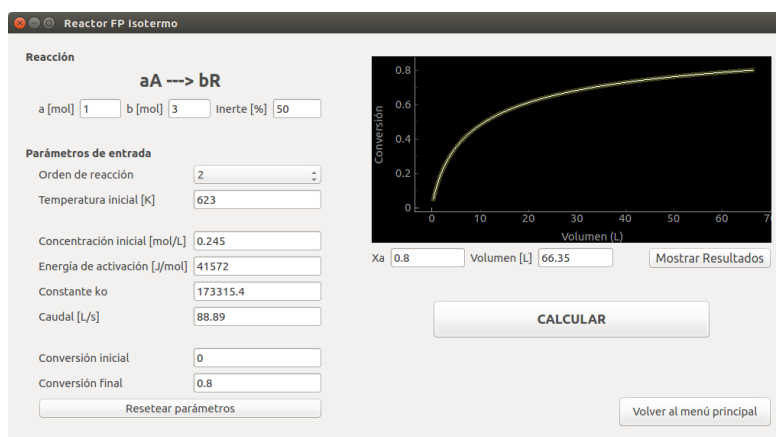 Reactor FP Isotermo
Reacción
aA ---> bR
a [mol] 1 b [mol] 3 Inerte [%] 50
Parámetros de entrada
Orden de reacción 2
Temperatura inicial [K] 623
Concentración inicial [mol/L] 0.245
Energía de activación [J/mol] 41572
Constante ko 173315.4
Caudal [L/s] 88.89
Conversión inicial 0
Conversión final 0.8
Resetear parámetros
0.8
0.6
0.4
0.2
0
Conversión
0 10 20 30 40 50 60
Volumen (L)
Xa 0.8 Volumen [L] 66.35 Mostrar Resultados
CALCULAR
Volver al menú principal